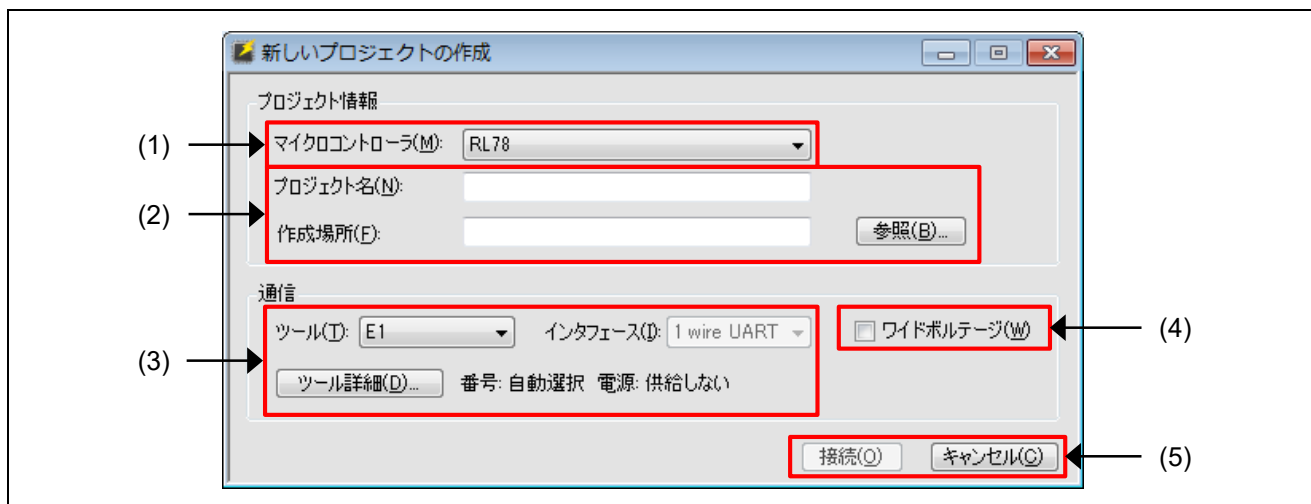 新しいプロジェクトの作成
プロジェクト情報
(1)
マイクロコントローラ(M): RL78
(2)
プロジェクト名(N):
作成場所(F): 参照(B)...
通信
(3)
ツール(T): E1 インタフェース(I): 1 wire UART
ワイドボルテージ(W)
(4)
ツール詳細(D)... 番号: 自動選択 電源: 供給しない
接続(O) キャンセル(C)
(5)